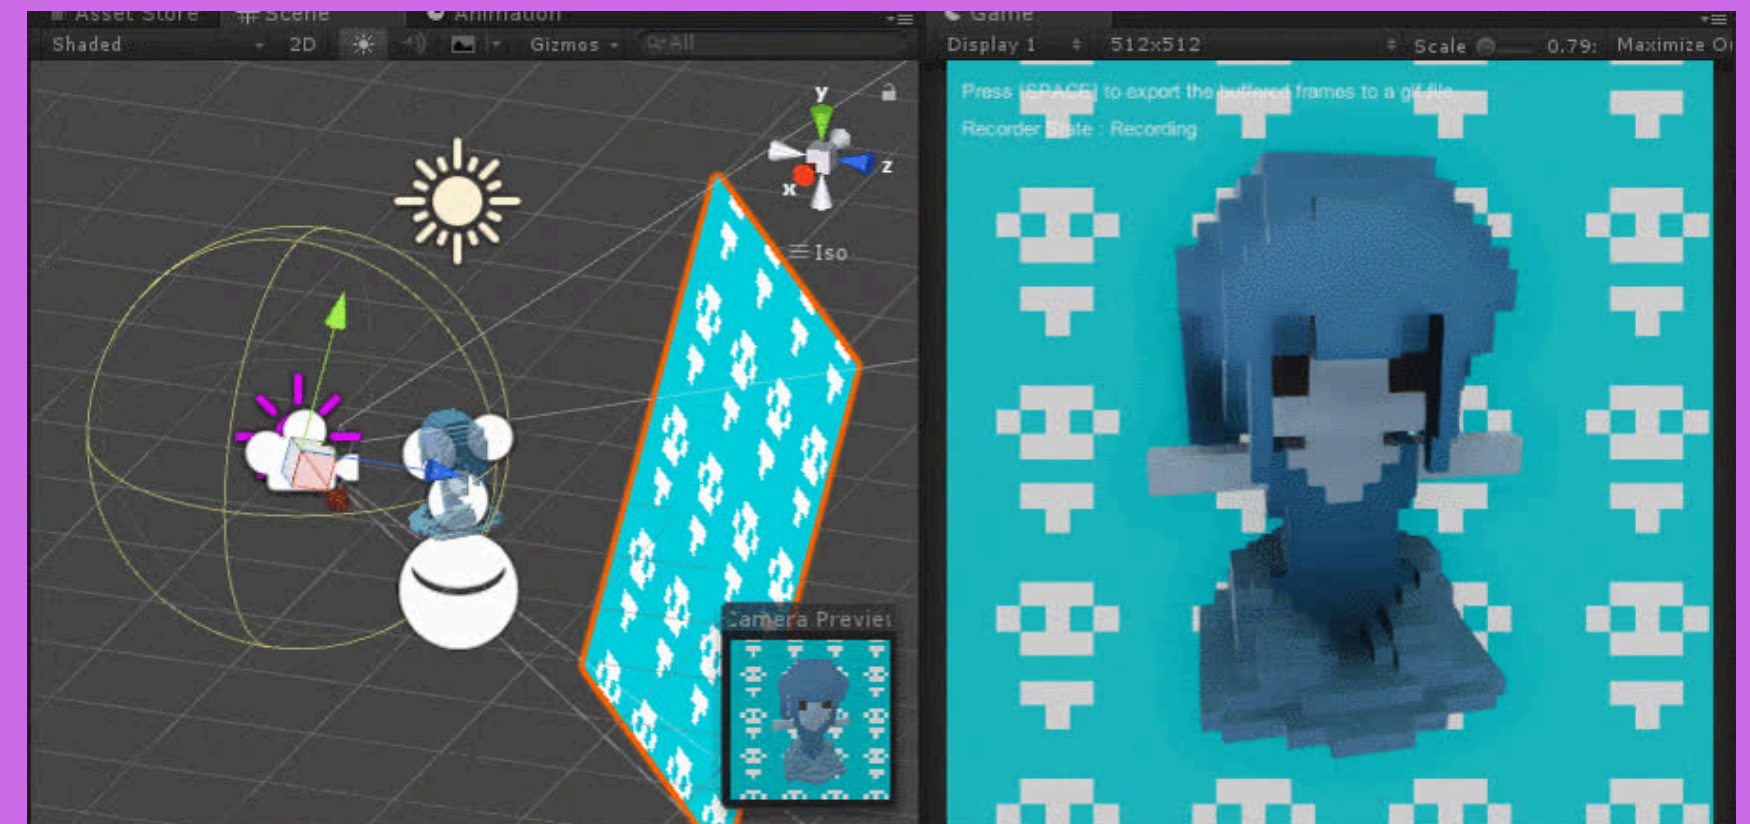 Asset Store
Scene
Animation
Shaded
2D
Gizmos
All
y
z
x
Iso
Camera Preview
Game
Display 1
512x512
Scale
0.79:
Maximize O
Press [SPACE] to export the buffered frames to a gif file.
Recorder State : Recording